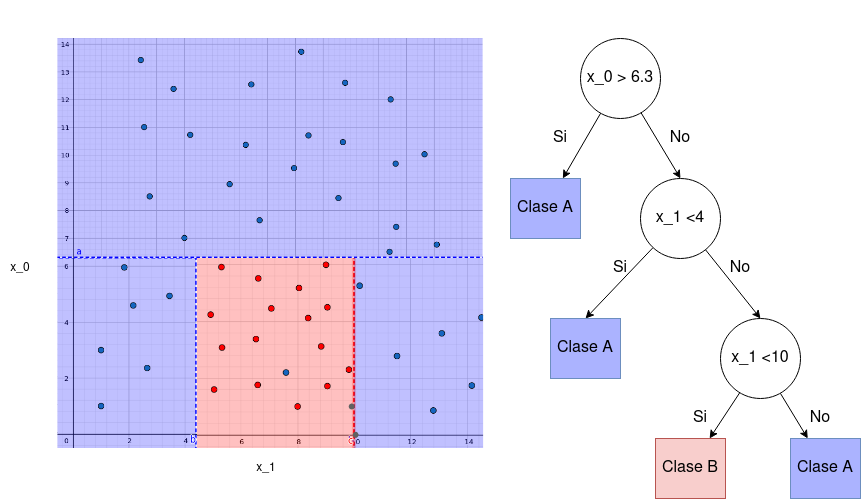 14
13
12
11
10
9
8
7
a
6
4
2
0
2
4
b
6
8
c
10
12
14
x_0
x_1
x_0 > 6.3
Si
No
Clase A
x_1 <4
Si
No
Clase A
x_1 <10
Si
No
Clase B
Clase A